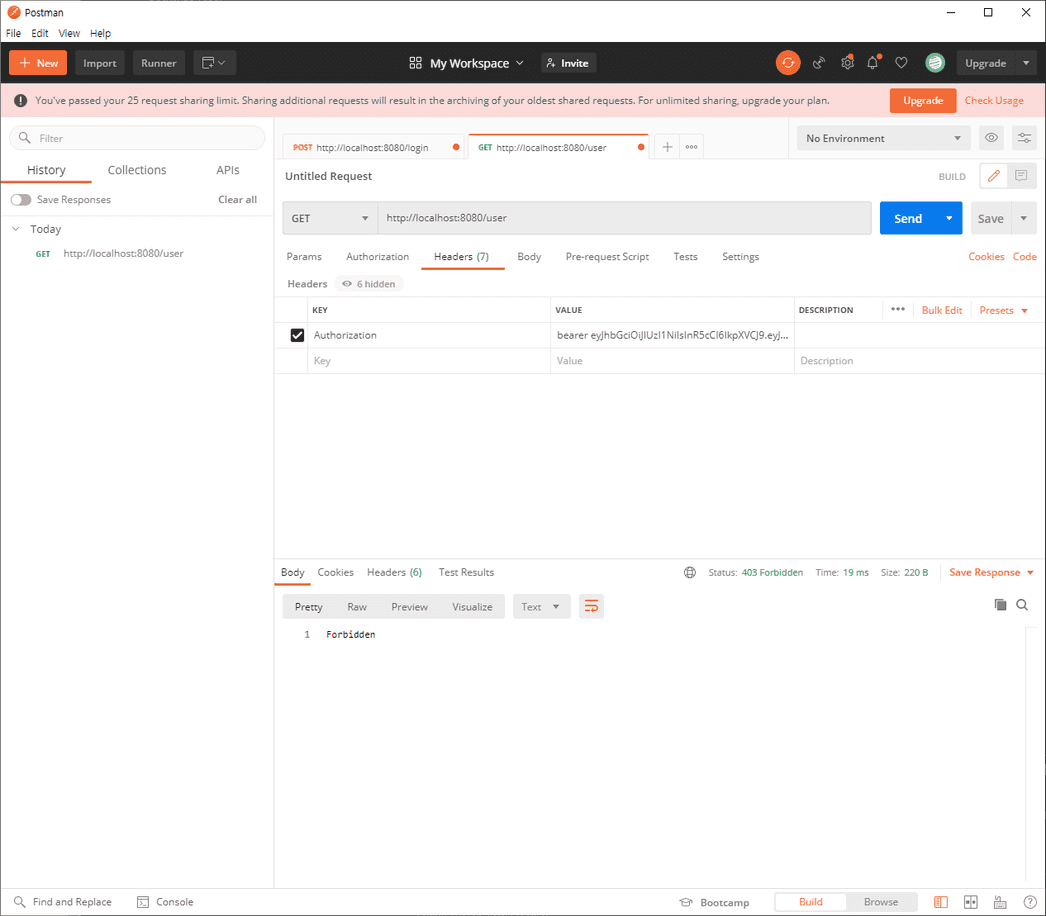 Postman
File Edit View Help
New Import Runner My Workspace Invite Upgrade
You've passed your 25 request sharing limit. Sharing additional requests will result in the archiving of your oldest shared requests. For unlimited sharing, upgrade your plan. Upgrade Check Usage
Filter
History Collections APIs
Save Responses Clear all
Today
GET http://localhost:8080/user
POST http://localhost:8080/login GET http://localhost:8080/user No Environment
Untitled Request BUILD
GET http://localhost:8080/user Send Save
Params Authorization Headers (7) Body Pre-request Script Tests Settings Cookies Code
Headers 6 hidden
KEY VALUE DESCRIPTION Bulk Edit Presets
Authorization bearer eyJhbGciOiJIUzI1NiIsInR5cCI6IkpXVCJ9.eyJ...
Key Value Description
Body Cookies Headers (6) Test Results Status: 403 Forbidden Time: 19 ms Size: 220 B Save Response
Pretty Raw Preview Visualize Text
1 Forbidden
Find and Replace Console Bootcamp Build Browse